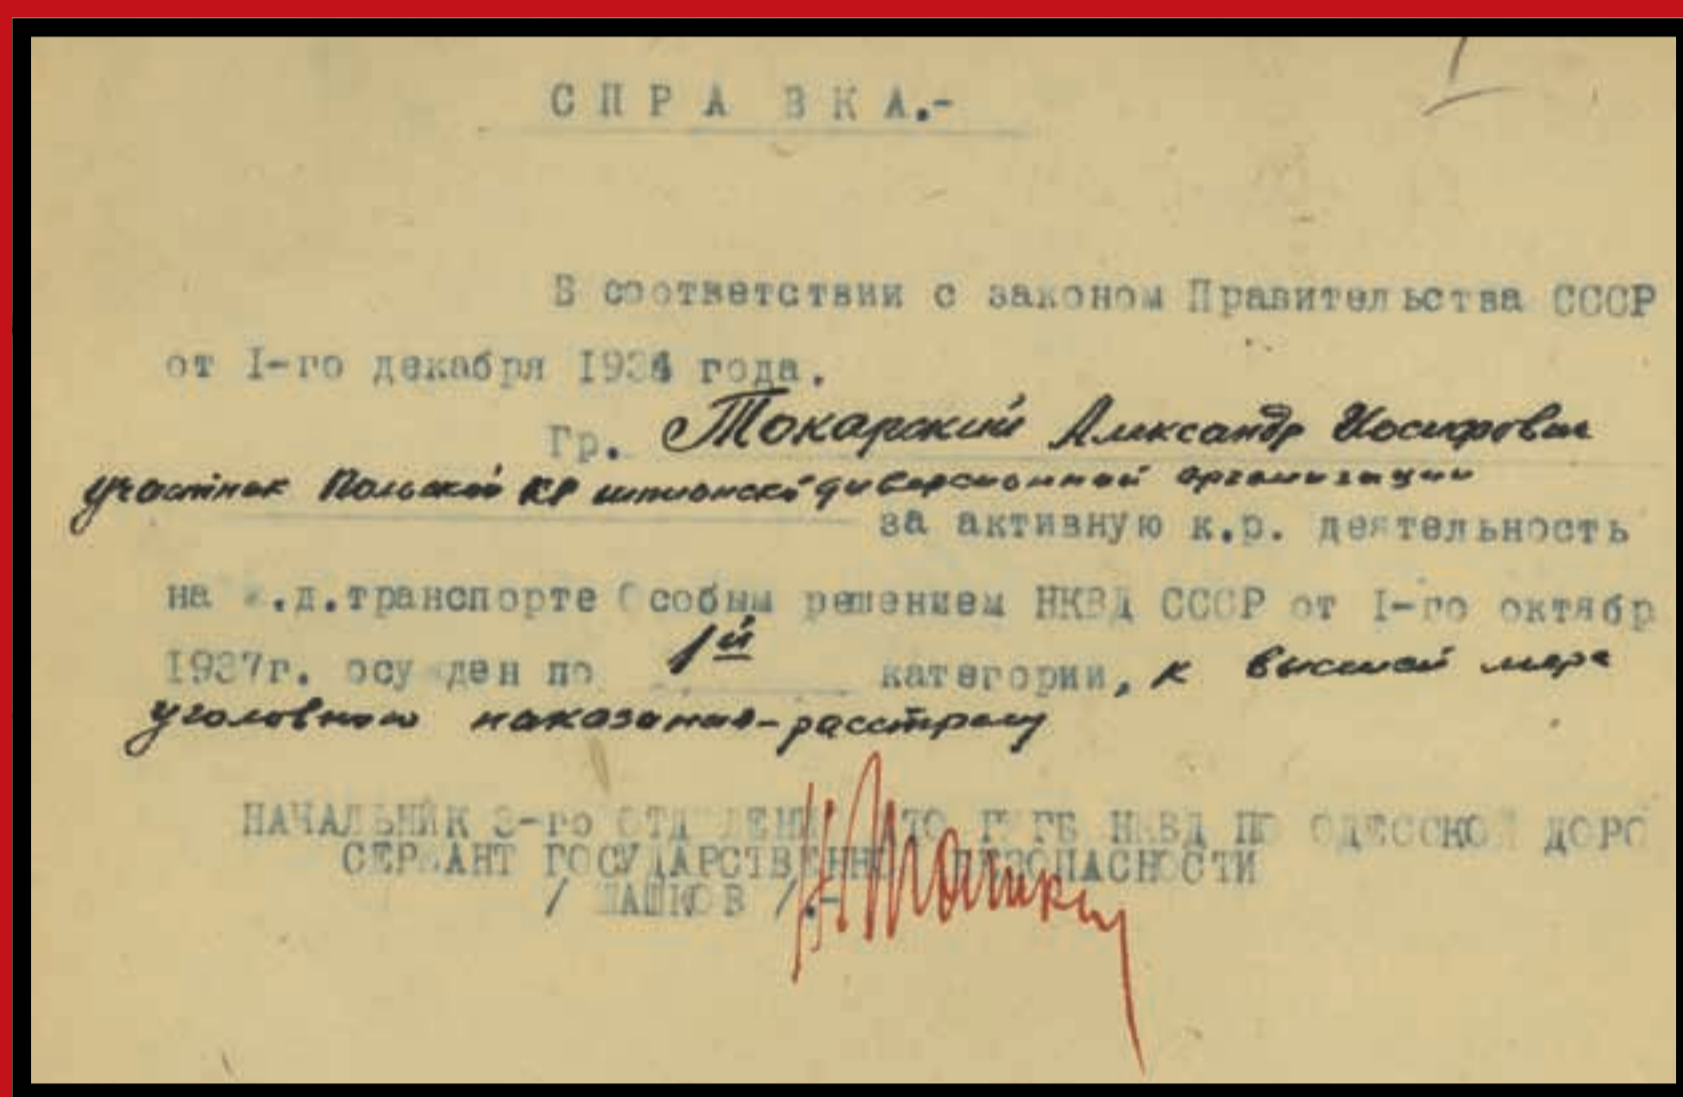 СПРАВКА.-
В соответствии с законом Правительства СССР
от I-го декабря 1934 года.
Гр. Токарский Александр Иосифович
участник Польской КР шпионско диверсионной организации
за активную к.р. деятельность
на ж.д.транспорте Особым решением НКВД СССР от I-го октябр
1937г. осужден по 1й категории, к высшей мере
уголовного наказания-расстрелу
НАЧАЛЬНИК 3-го ОТДЕЛЕНИЯ ДТО ГУГБ НКВД ПО ОДЕССКОЙ ДОРО
СЕРЖАНТ ГОСУДАРСТВЕННОЙ БЕЗОПАСНОСТИ
/ /.-